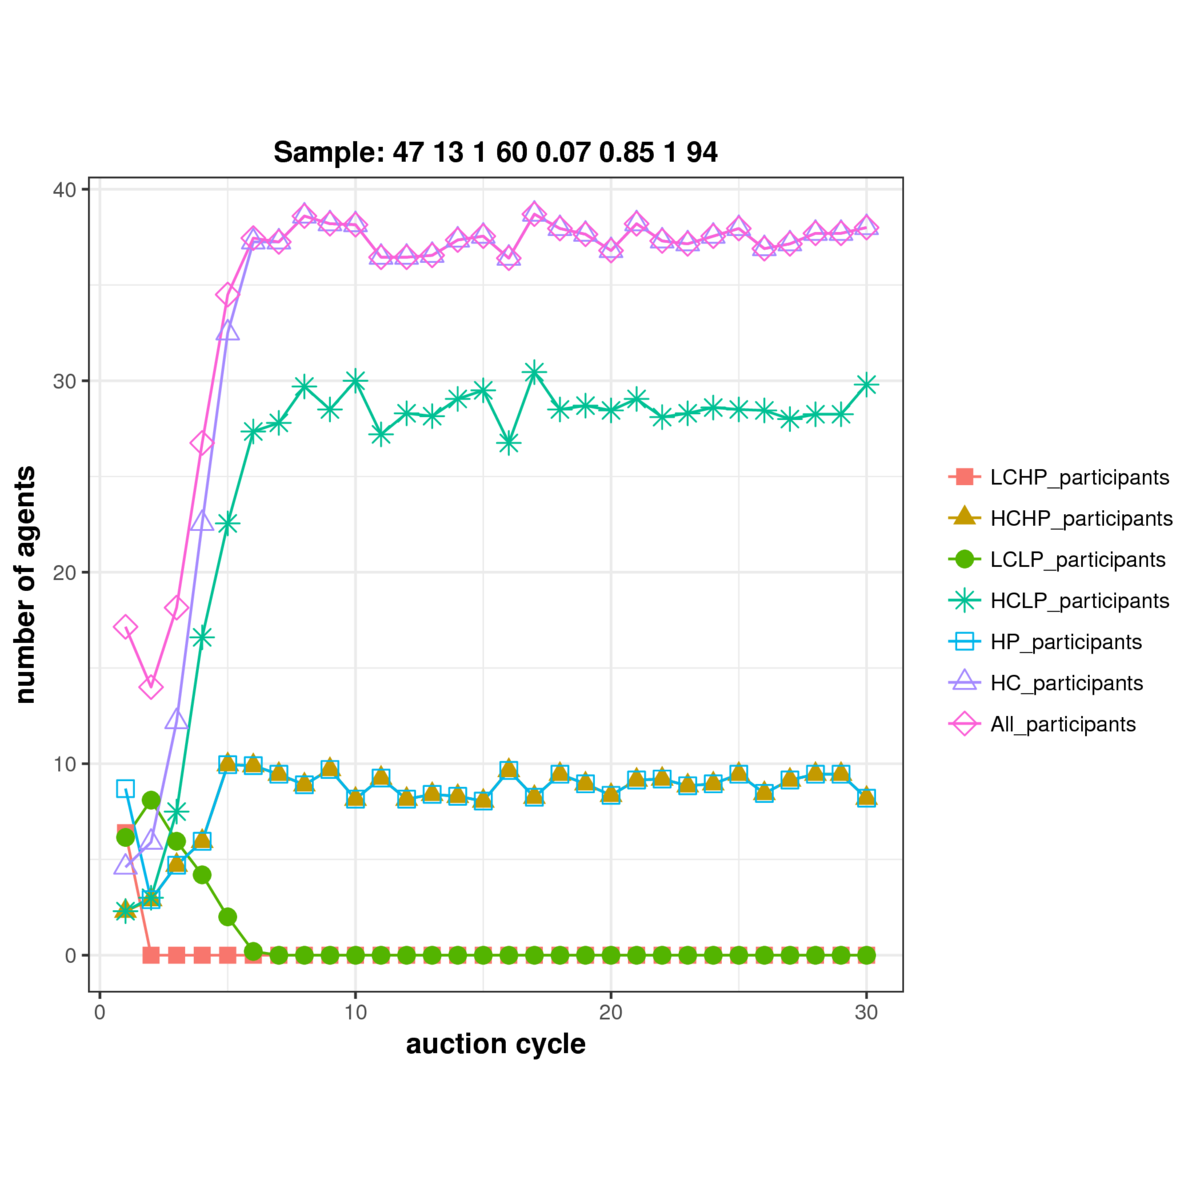 Sample: 47 13 1 60 0.07 0.85 1 94
number of agents
40
30
20
10
0
0 10 20 30
auction cycle
LCHP_participants
HCHP_participants
LCLP_participants
HCLP_participants
HP_participants
HC_participants
All_participants